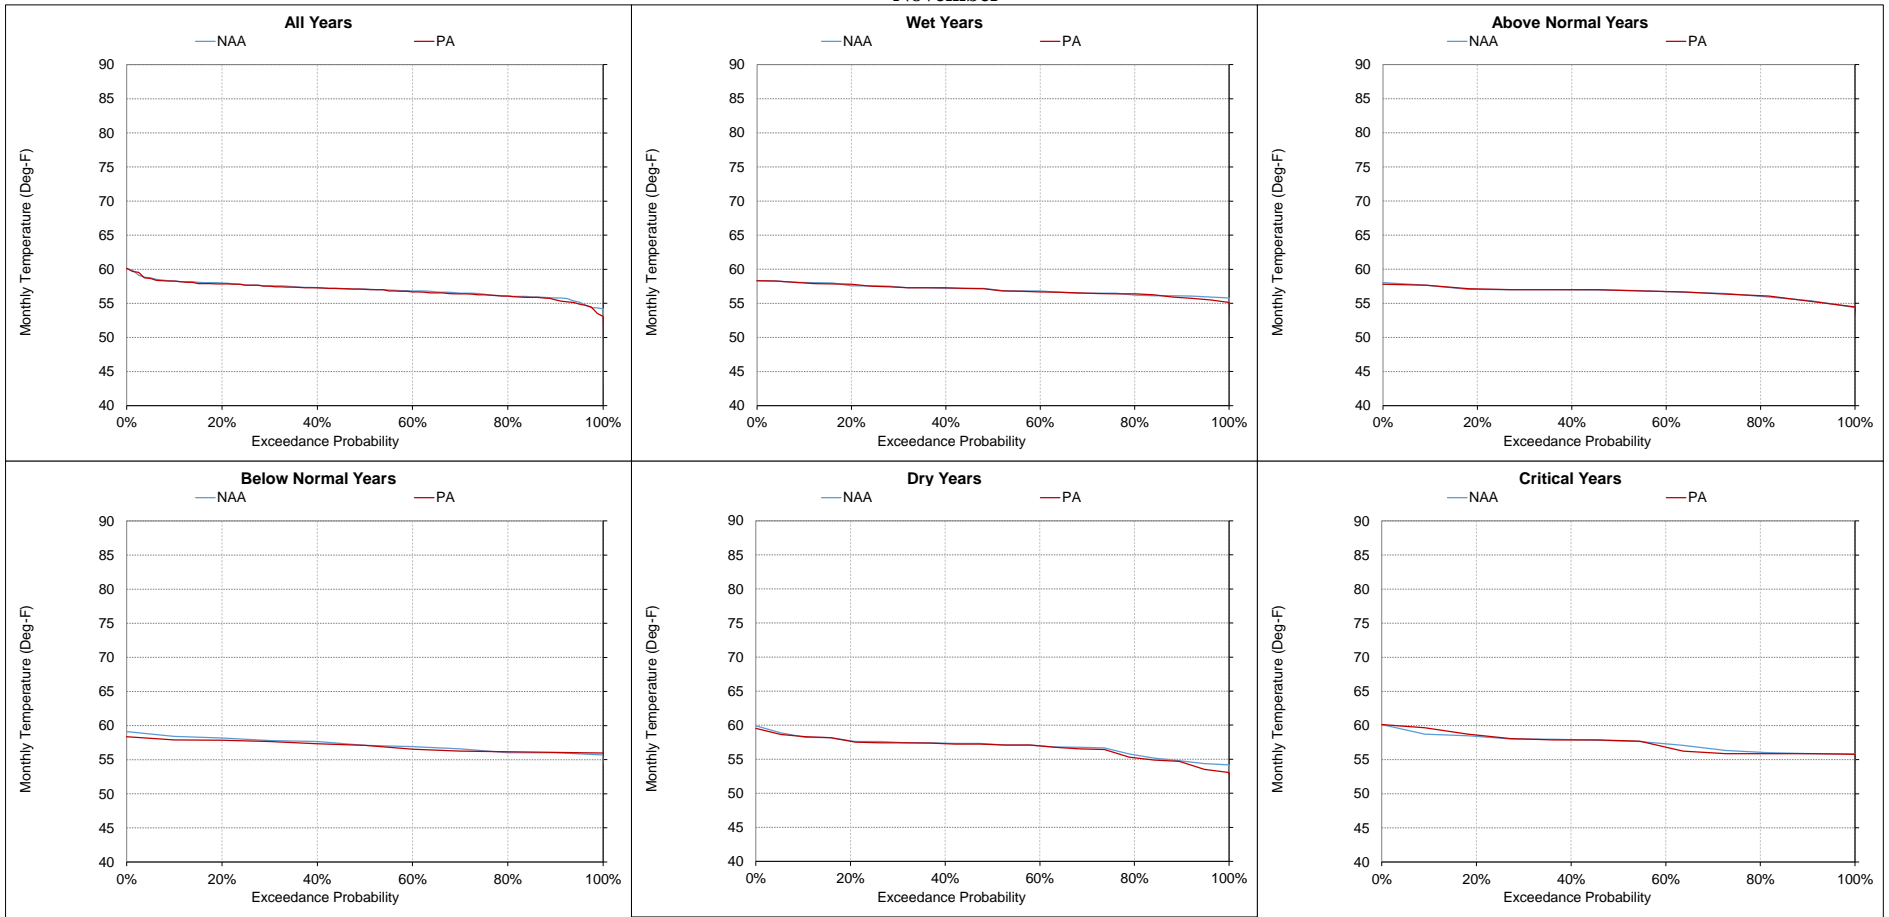 All Years
NAA PA
Monthly Temperature (Deg-F)
90
85
80
75
70
65
60
55
50
45
40
0% 20% 40% 60% 80% 100%
Exceedance Probability
Wet Years
NAA PA
Monthly Temperature (Deg-F)
90
85
80
75
70
65
60
55
50
45
40
0% 20% 40% 60% 80% 100%
Exceedance Probability
Above Normal Years
NAA PA
Monthly Temperature (Deg-F)
90
85
80
75
70
65
60
55
50
45
40
0% 20% 40% 60% 80% 100%
Exceedance Probability
Below Normal Years
NAA PA
Monthly Temperature (Deg-F)
90
85
80
75
70
65
60
55
50
45
40
0% 20% 40% 60% 80% 100%
Exceedance Probability
Dry Years
NAA PA
Monthly Temperature (Deg-F)
90
85
80
75
70
65
60
55
50
45
40
0% 20% 40% 60% 80% 100%
Exceedance Probability
Critical Years
NAA PA
Monthly Temperature (Deg-F)
90
85
80
75
70
65
60
55
50
45
40
0% 20% 40% 60% 80% 100%
Exceedance Probability